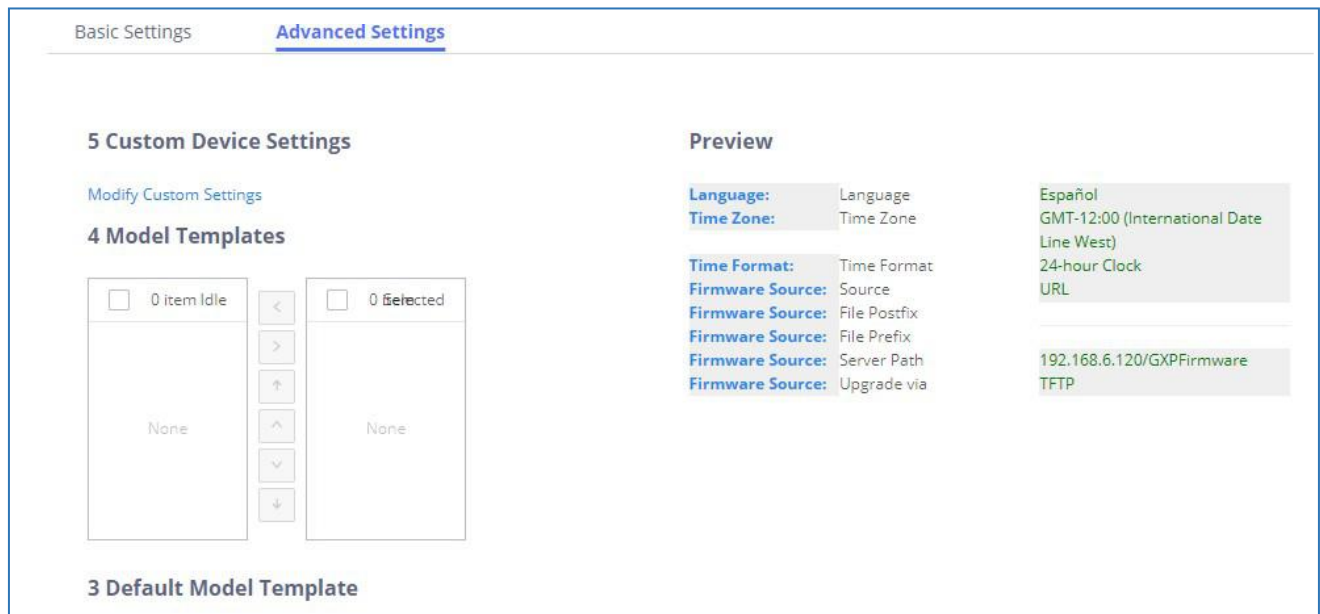 Basic Settings Advanced Settings
5 Custom Device Settings
Modify Custom Settings
4 Model Templates
0 item Idle
0 Selected
None
None
3 Default Model Template
Preview
Language: Language Español
Time Zone: Time Zone GMT-12:00 (International Date
Line West)
Time Format: Time Format 24-hour Clock
Firmware Source: Source URL
Firmware Source: File Postfix
Firmware Source: File Prefix
Firmware Source: Server Path 192.168.6.120/GXPFirmware
Firmware Source: Upgrade via TFTP